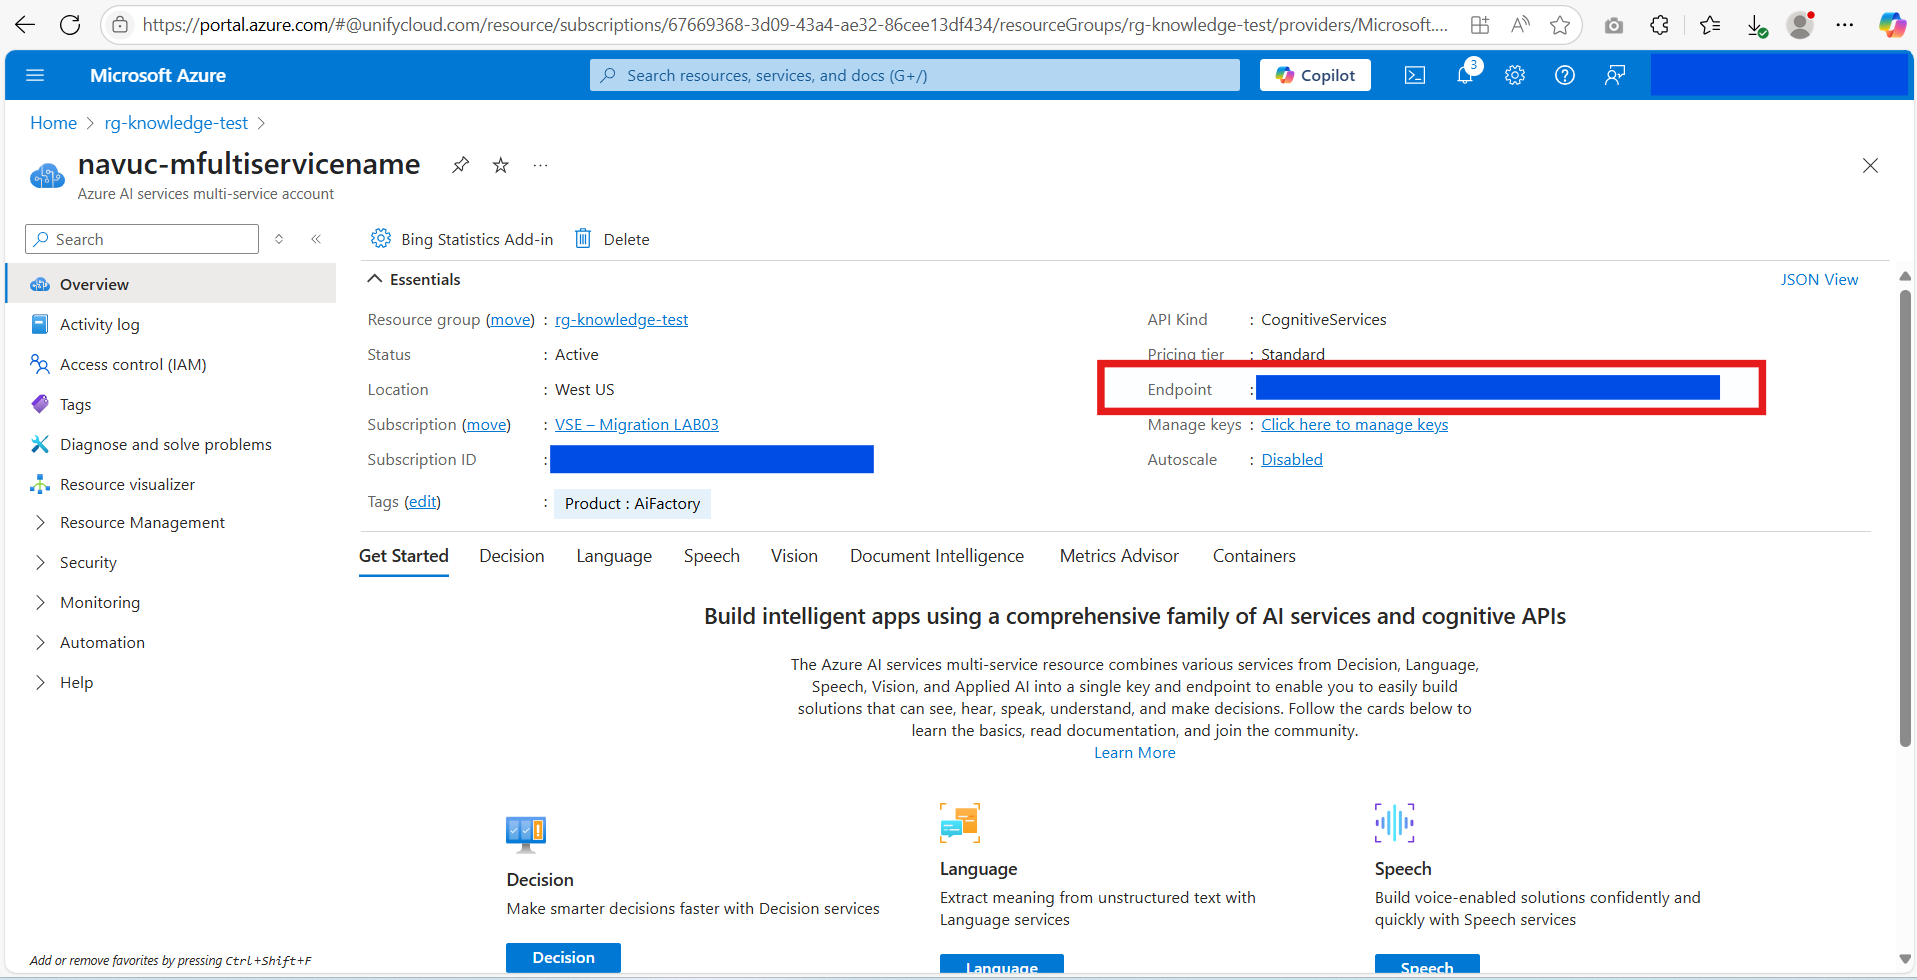 https://portal.azure.com/#@unifycloud.com/resource/subscriptions/67669368-3d09-43a4-ae32-86cee13df434/resourceGroups/rg-knowledge-test/providers/Microsoft....
Microsoft Azure
Search resources, services, and docs (G+/)
Copilot
3
Home > rg-knowledge-test >
navuc-mfultiservicename
Azure AI services multi-service account
Search
Bing Statistics Add-in
Delete
Overview
Activity log
Access control (IAM)
Tags
Diagnose and solve problems
Resource visualizer
Resource Management
Security
Monitoring
Automation
Help
Add or remove favorites by pressing Ctrl+Shift+F
Essentials
JSON View
Resource group (move) : rg-knowledge-test
Status : Active
Location : West US
Subscription (move) : VSE – Migration LAB03
Subscription ID :
Tags (edit) : Product : AiFactory
API Kind : CognitiveServices
Pricing tier : Standard
Endpoint :
Manage keys : Click here to manage keys
Autoscale : Disabled
Get Started Decision Language Speech Vision Document Intelligence Metrics Advisor Containers
Build intelligent apps using a comprehensive family of AI services and cognitive APIs
The Azure AI services multi-service resource combines various services from Decision, Language,
Speech, Vision, and Applied AI into a single key and endpoint to enable you to easily build
solutions that can see, hear, speak, understand, and make decisions. Follow the cards below to
learn the basics, read documentation, and join the community.
Learn More
Decision
Make smarter decisions faster with Decision services
Decision
Language
Extract meaning from unstructured text with
Language services
Language
Speech
Build voice-enabled solutions confidently and
quickly with Speech services
Speech